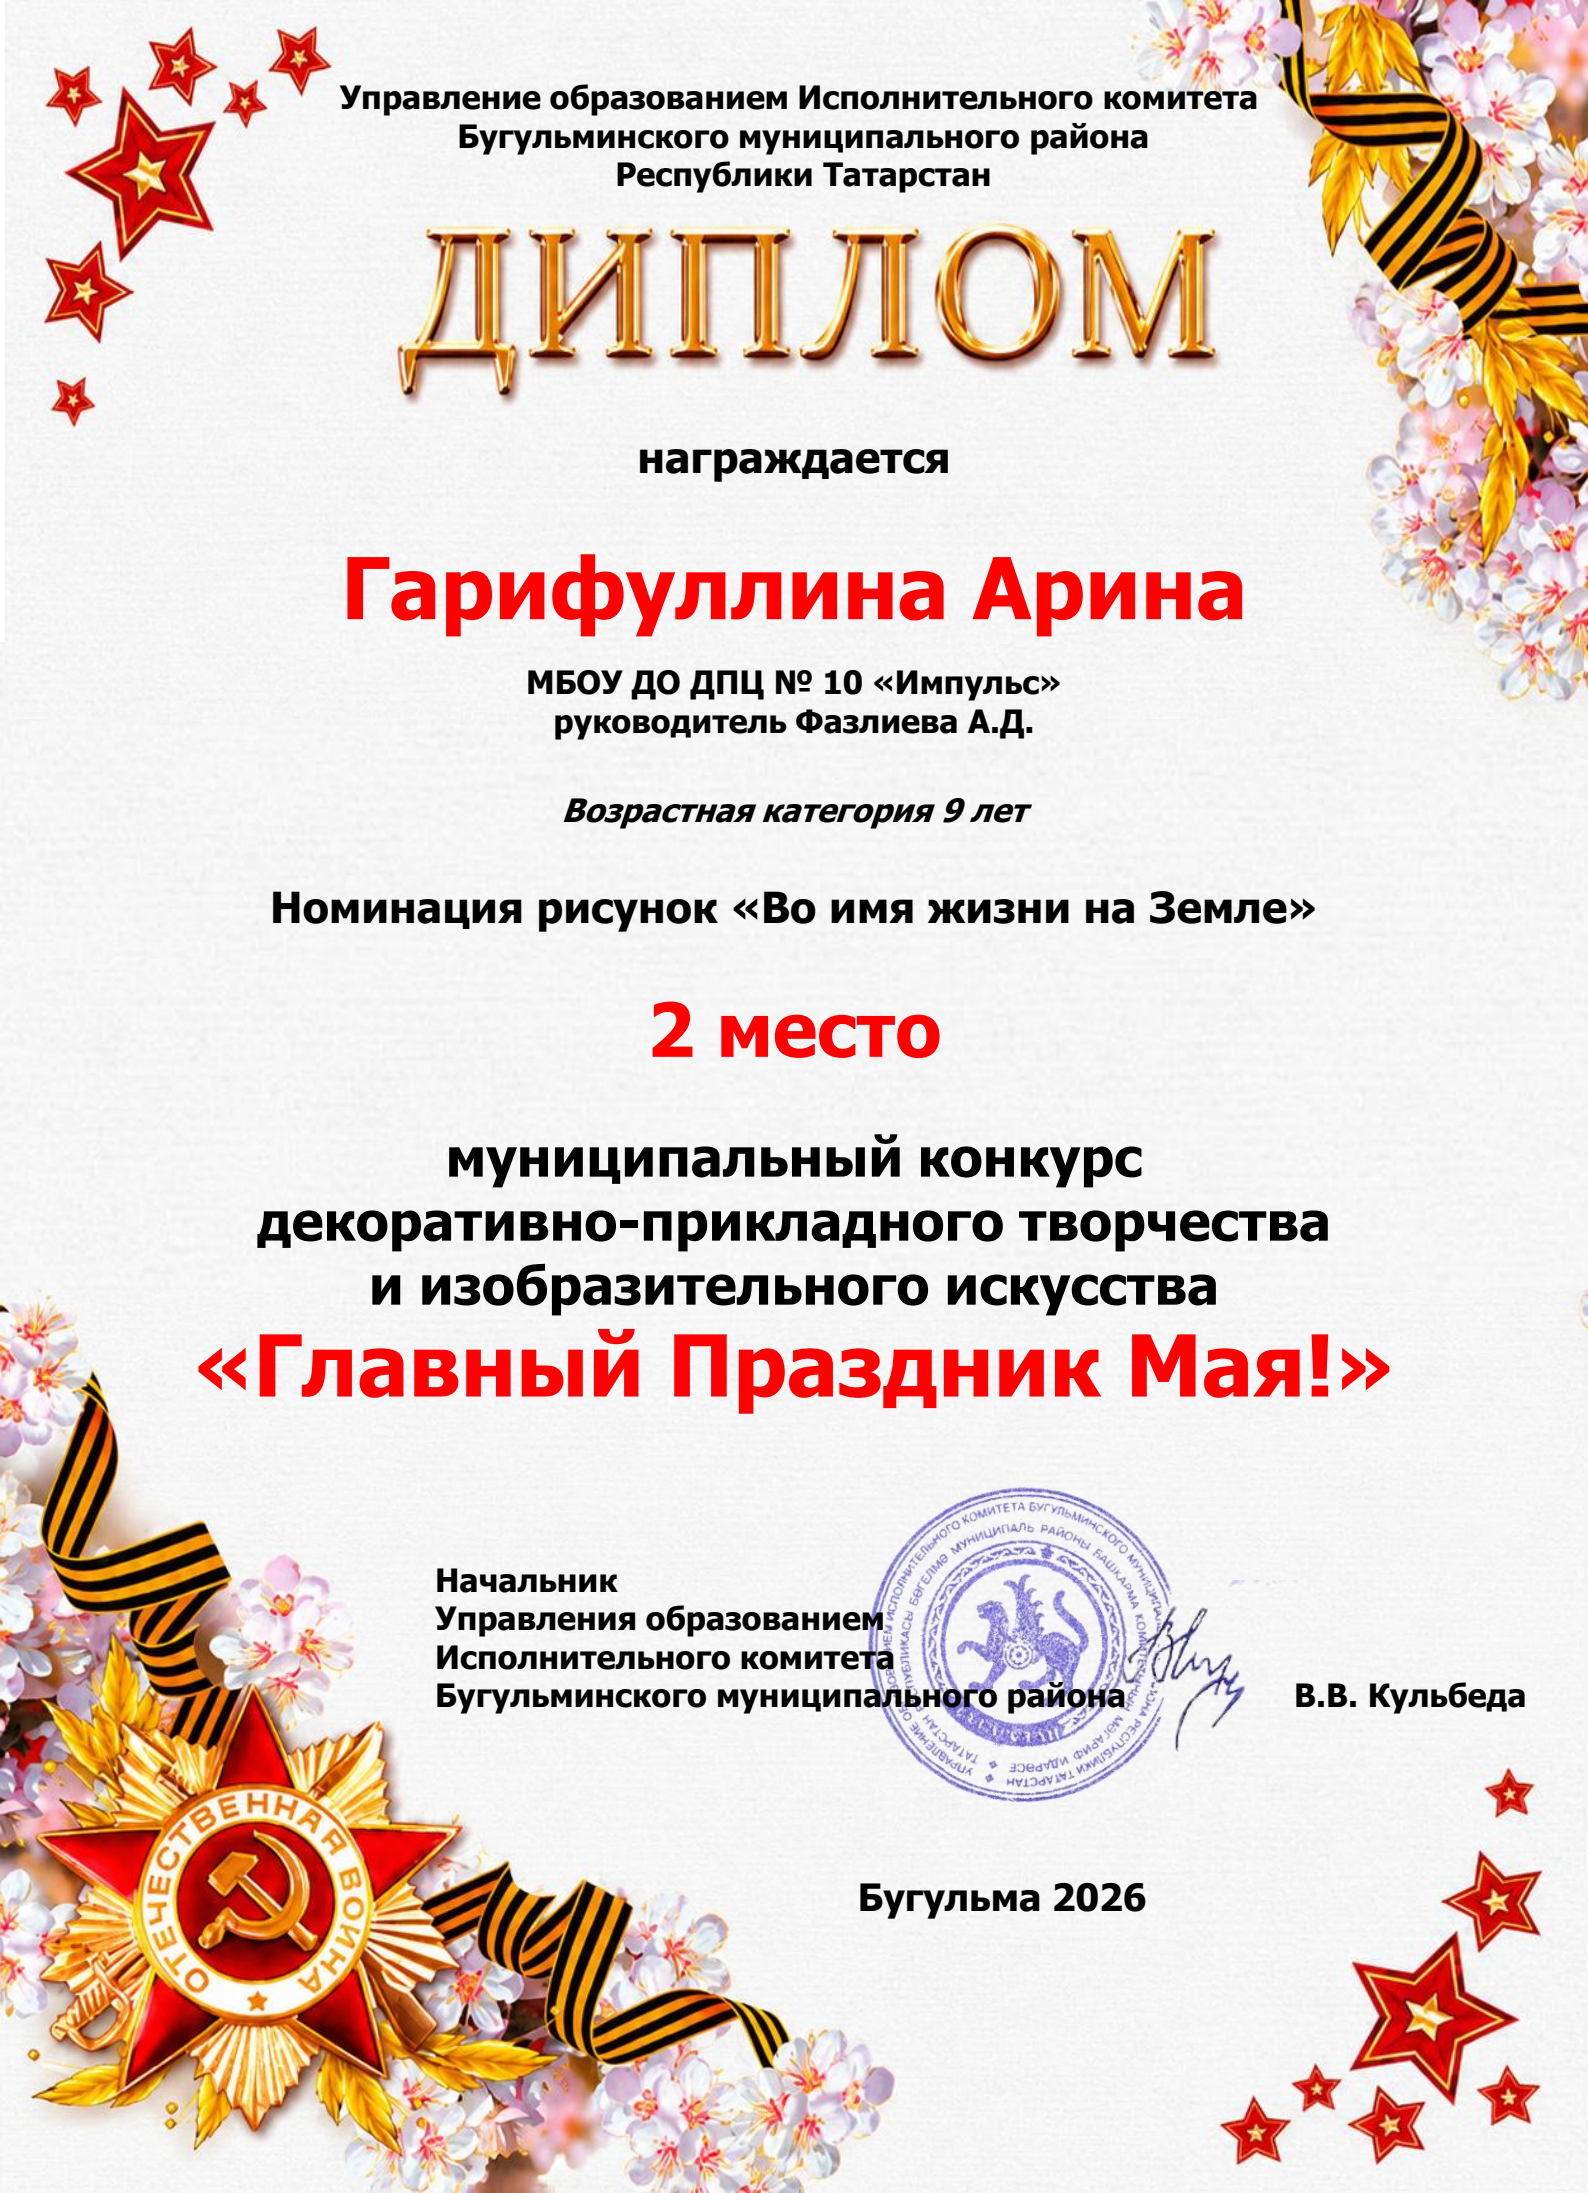 Управление образованием Исполнительного комитета
Бугульминского муниципального района
Республики Татарстан
ДИПЛОМ
награждается
Гарифуллина Арина
МБОУ ДО ДПЦ № 10 «Импульс»
руководитель Фазлиева А.Д.
Возрастная категория 9 лет
Номинация рисунок «Во имя жизни на Земле»
2 место
муниципальный конкурс
декоративно-прикладного творчества
и изобразительного искусства
«Главный Праздник Мая!»
Начальник
Управления образованием
Исполнительного комитета
Бугульминского муниципального района
В.В. Кульбеда
ОТЕЧЕСТВЕННАЯ ВОЙНА
Бугульма 2026